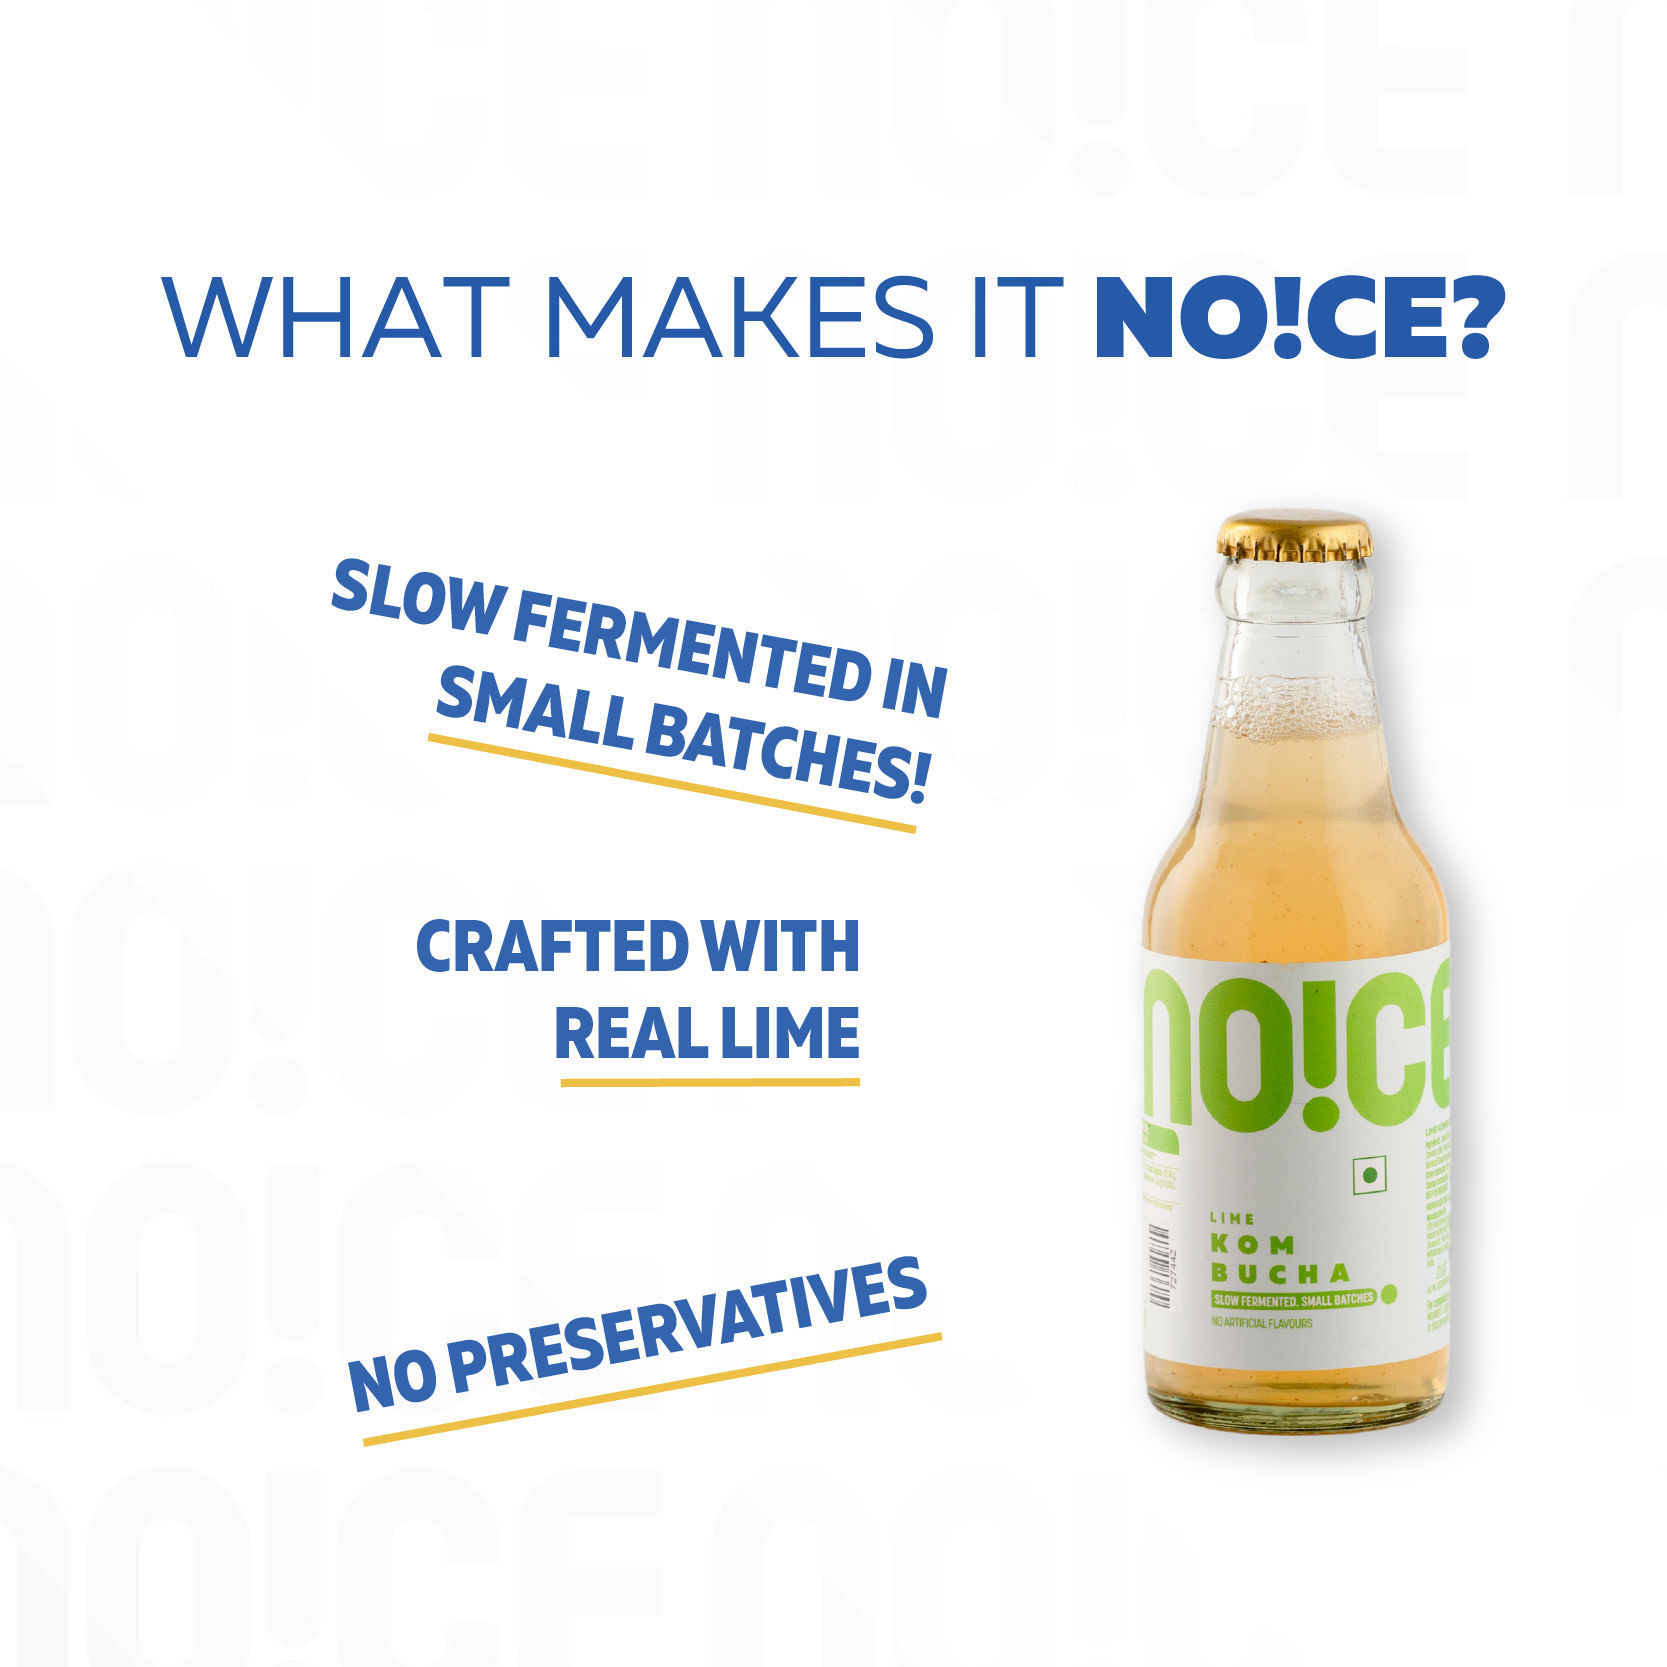 WHAT MAKES IT NO!CE?
SLOW FERMENTED IN
SMALL BATCHES!
CRAFTED WITH
REAL LIME
NO PRESERVATIVES
no!ce
LIME
KOM
BUCHA
SLOW FERMENTED. SMALL BATCHES
NO ARTIFICIAL FLAVOURS
727442